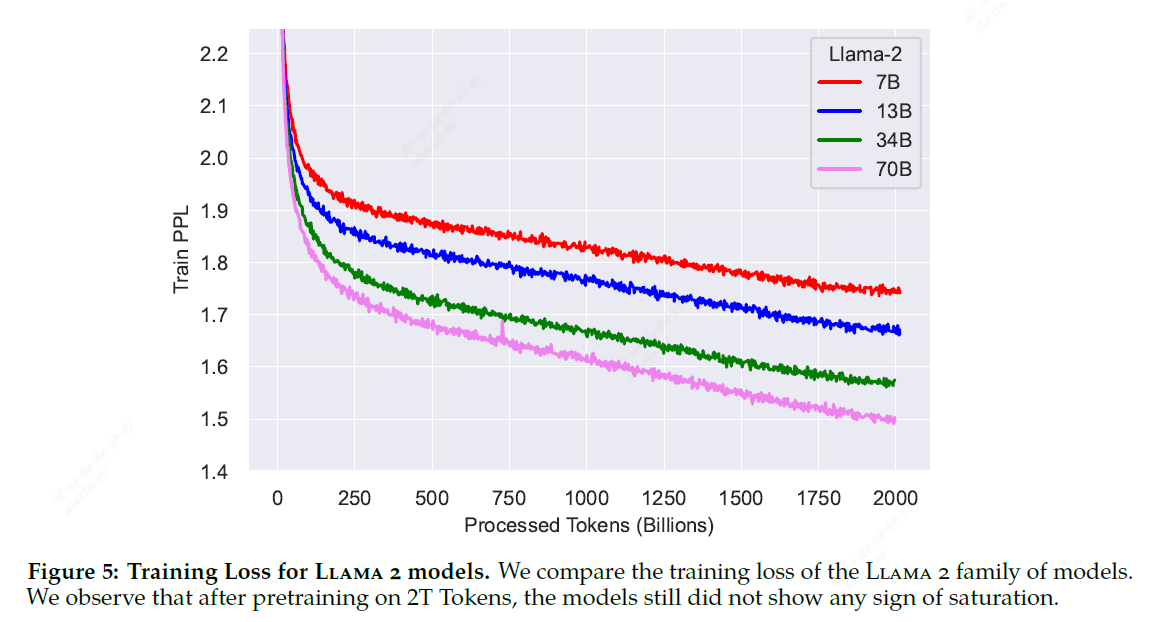 2.2
2.1
2.0
1.9
1.8
1.7
1.6
1.5
1.4
Train PPL
Llama-2
7B
13B
34B
70B
0 250 500 750 1000 1250 1500 1750 2000
Processed Tokens (Billions)
Figure 5: Training Loss for Llama 2 models. We compare the training loss of the Llama 2 family of models.
We observe that after pretraining on 2T Tokens, the models still did not show any sign of saturation.